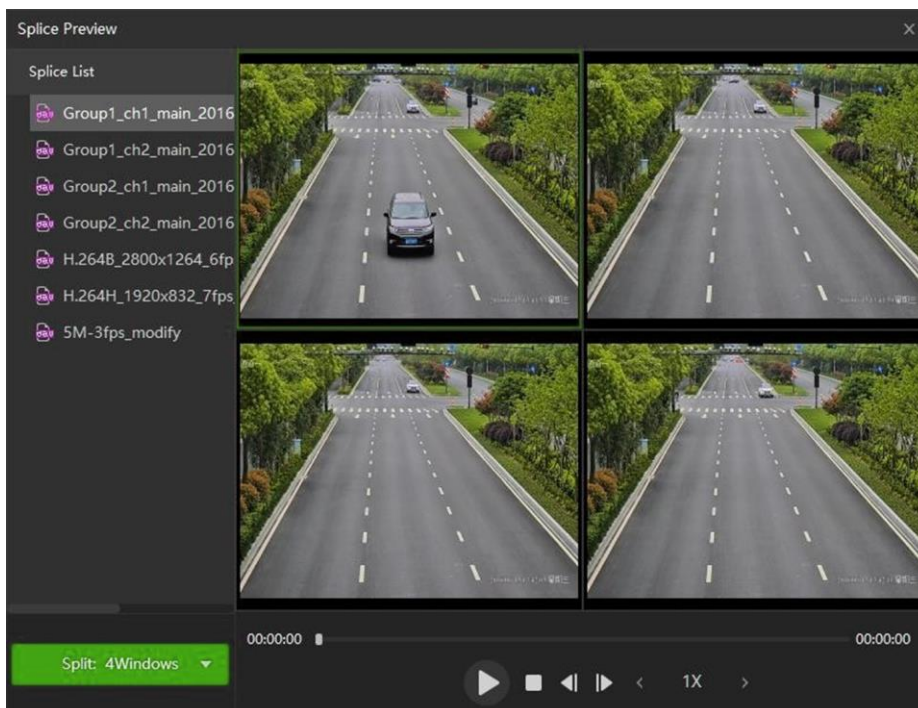 Splice Preview
Splice List
Group1_ch1_main_2016
Group1_ch2_main_2016
Group2_ch1_main_2016
Group2_ch2_main_2016
H.264B_2800x1264_6fp
H.264H_1920x832_7fps
5M-3fps_modify
Split: 4Windows
00:00:00
00:00:00
1X